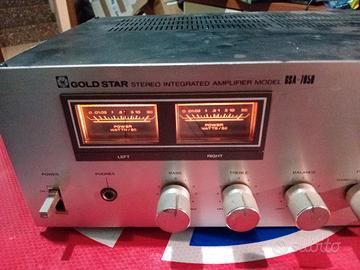 GOLD STAR STEREO INTEGRATED AMPLIFIER MODEL GSA-7050
POWER
WATTS/8Ω
POWER
WATTS/8Ω
LEFT RIGHT
POWER PHONES BASS TREBLE BALANCE
subito